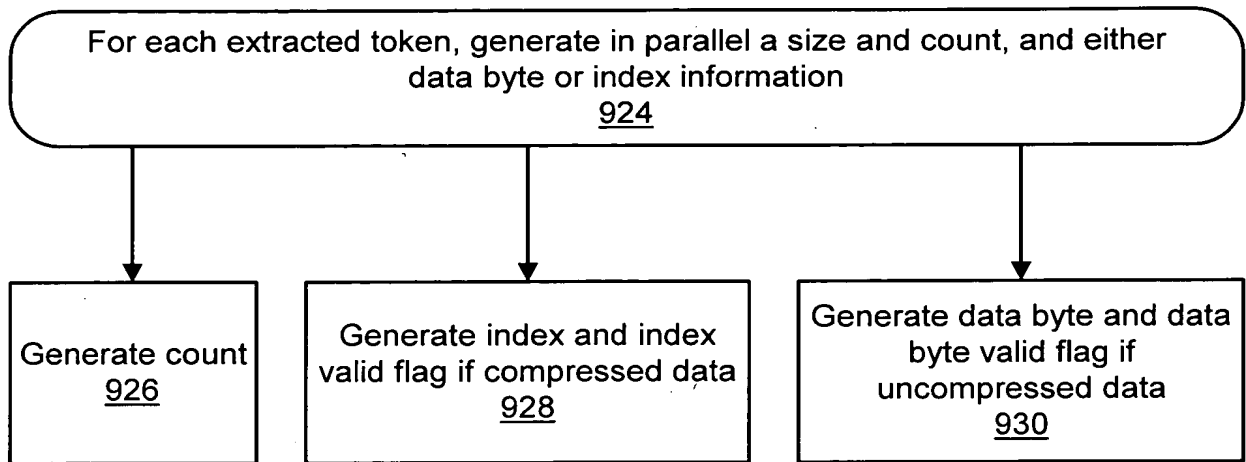 For each extracted token, generate in parallel a size and count, and either
data byte or index information
924
Generate count
926
Generate index and index
valid flag if compressed data
928
Generate data byte and data
byte valid flag if
uncompressed data
930